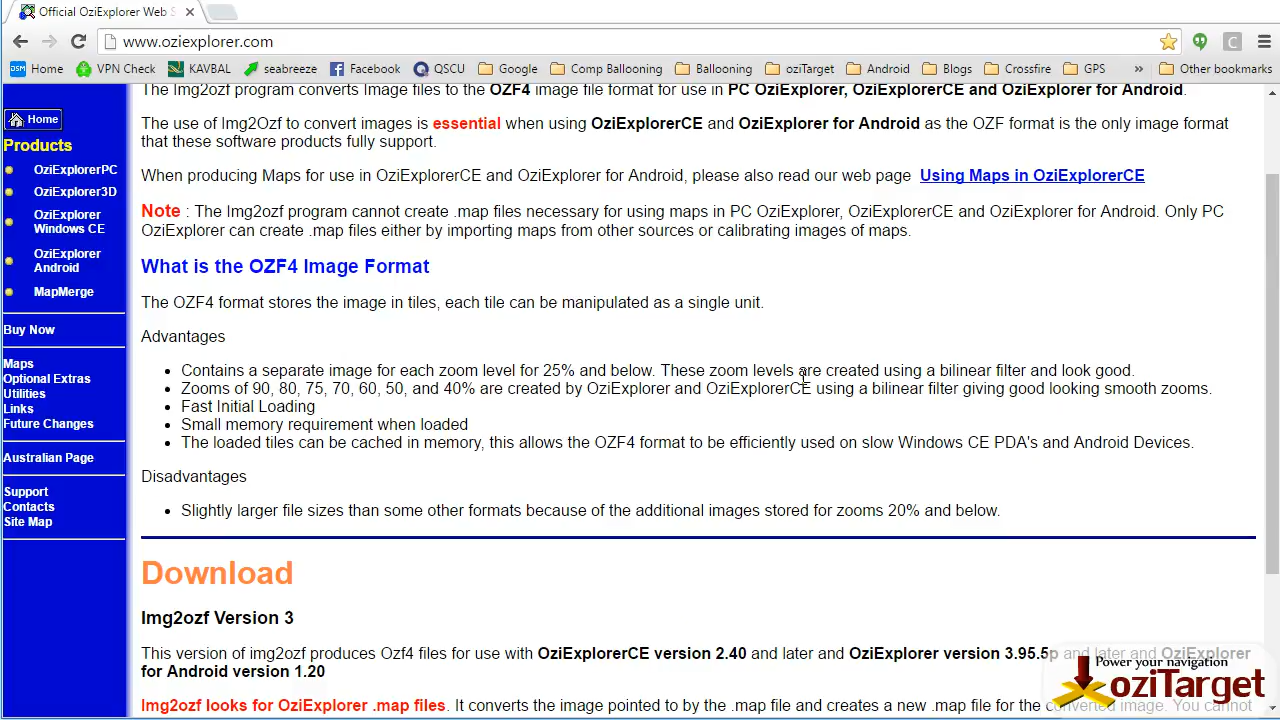 Official OziExplorer Web S
www.oziexplorer.com
DSM Home VPN Check KAVBAL seabreeze Facebook QSCU Google Comp Ballooning Ballooning oziTarget Android Blogs Crossfire GPS » Other bookmarks
Home
Products
OziExplorerPC
OziExplorer3D
OziExplorer
Windows CE
OziExplorer
Android
MapMerge
Buy Now
Maps
Optional Extras
Utilities
Links
Future Changes
Australian Page
Support
Contacts
Site Map
The Img2ozf program converts Image files to the OZF4 image file format for use in PC OziExplorer, OziExplorerCE and OziExplorer for Android.
The use of Img2Ozf to convert images is essential when using OziExplorerCE and OziExplorer for Android as the OZF format is the only image format
that these software products fully support.
When producing Maps for use in OziExplorerCE and OziExplorer for Android, please also read our web page Using Maps in OziExplorerCE
Note : The Img2ozf program cannot create .map files necessary for using maps in PC OziExplorer, OziExplorerCE and OziExplorer for Android. Only PC
OziExplorer can create .map files either by importing maps from other sources or calibrating images of maps.
What is the OZF4 Image Format
The OZF4 format stores the image in tiles, each tile can be manipulated as a single unit.
Advantages
• Contains a separate image for each zoom level for 25% and below. These zoom levels are created using a bilinear filter and look good.
• Zooms of 90, 80, 75, 70, 60, 50, and 40% are created by OziExplorer and OziExplorerCE using a bilinear filter giving good looking smooth zooms.
• Fast Initial Loading
• Small memory requirement when loaded
• The loaded tiles can be cached in memory, this allows the OZF4 format to be efficiently used on slow Windows CE PDA's and Android Devices.
Disadvantages
• Slightly larger file sizes than some other formats because of the additional images stored for zooms 20% and below.
Download
Img2ozf Version 3
This version of img2ozf produces Ozf4 files for use with OziExplorerCE version 2.40 and later and OziExplorer version 3.95.5p and later and OziExplorer
for Android version 1.20
Img2ozf looks for OziExplorer .map files. It converts the image pointed to by the .map file and creates a new .map file for the converted image. You cannot
Power your navigation
oziTarget